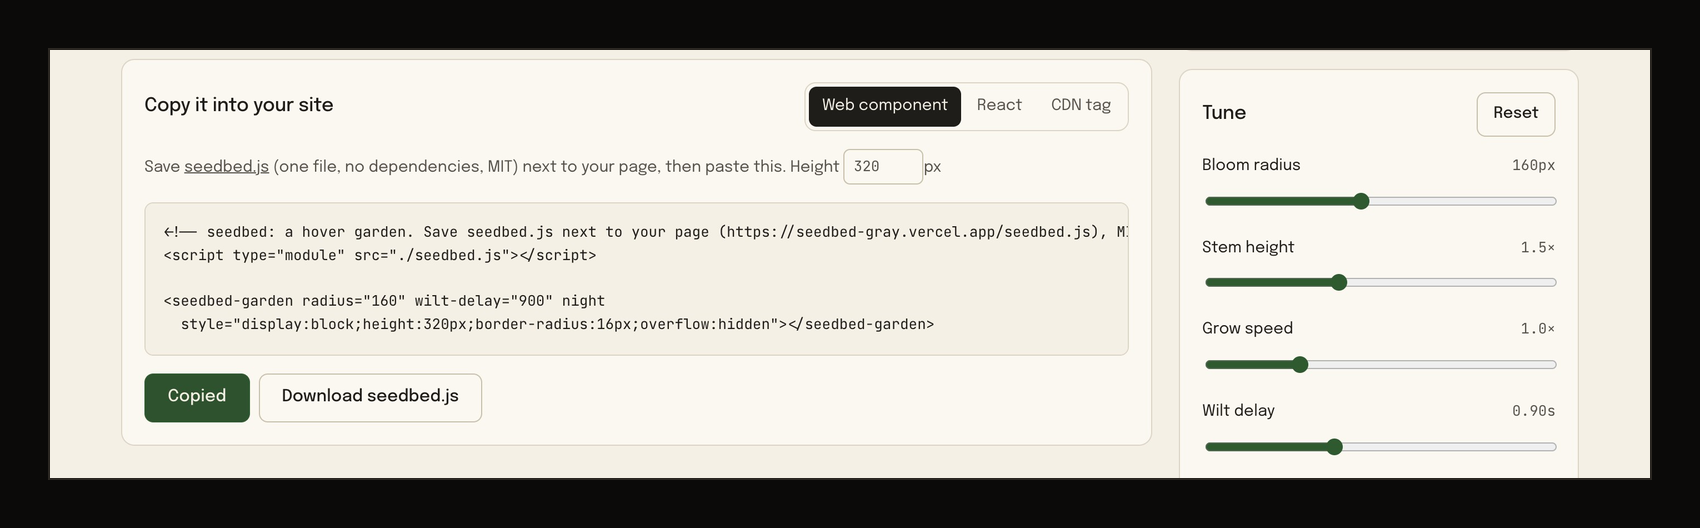 Copy it into your site
Web component React CDN tag
Save seedbed.js (one file, no dependencies, MIT) next to your page, then paste this. Height 320 px
<!-- seedbed: a hover garden. Save seedbed.js next to your page (https://seedbed-gray.vercel.app/seedbed.js),
<script type="module" src="./seedbed.js"></script>
<seedbed-garden radius="160" wilt-delay="900" night
style="display:block;height:320px;border-radius:16px;overflow:hidden"></seedbed-garden>
Copied Download seedbed.js
Tune Reset
Bloom radius 160px
Stem height 1.5×
Grow speed 1.0×
Wilt delay 0.90s